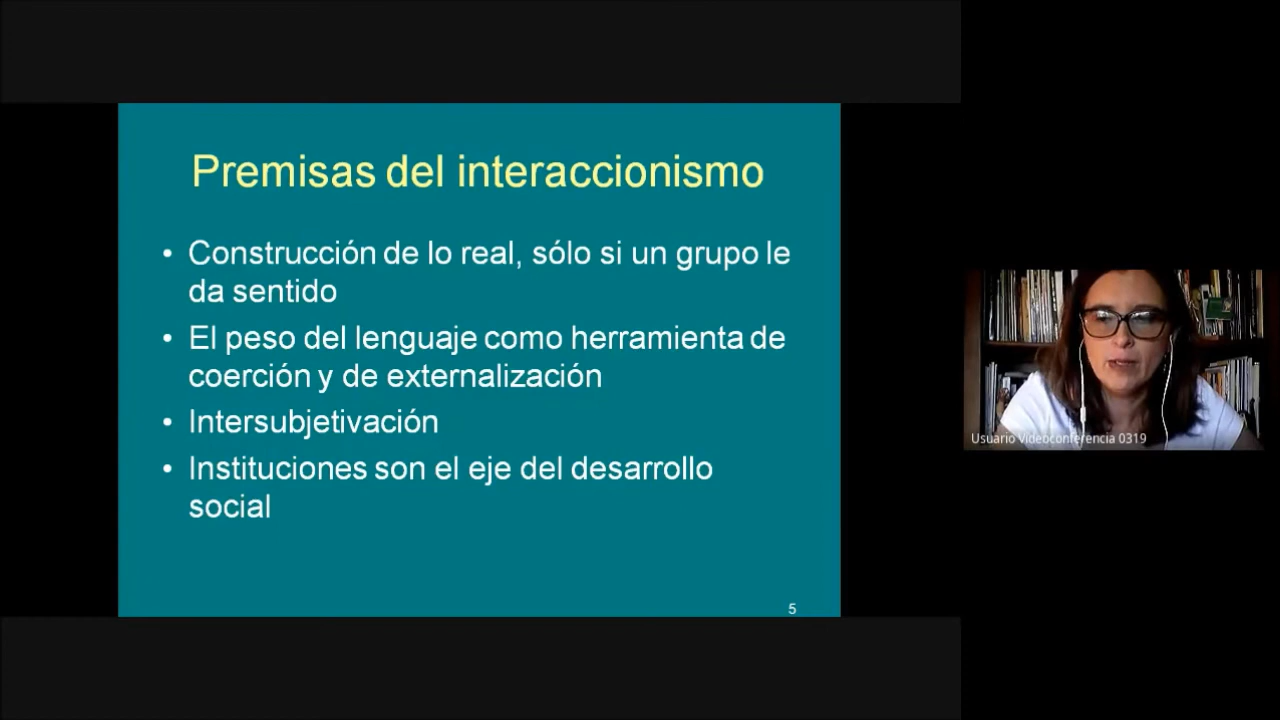 Premisas del interaccionismo
• Construcción de lo real, sólo si un grupo le
da sentido
• El peso del lenguaje como herramienta de
coerción y de externalización
• Intersubjetivación
• Instituciones son el eje del desarrollo
social
5
Usuario Videoconferencia 0319